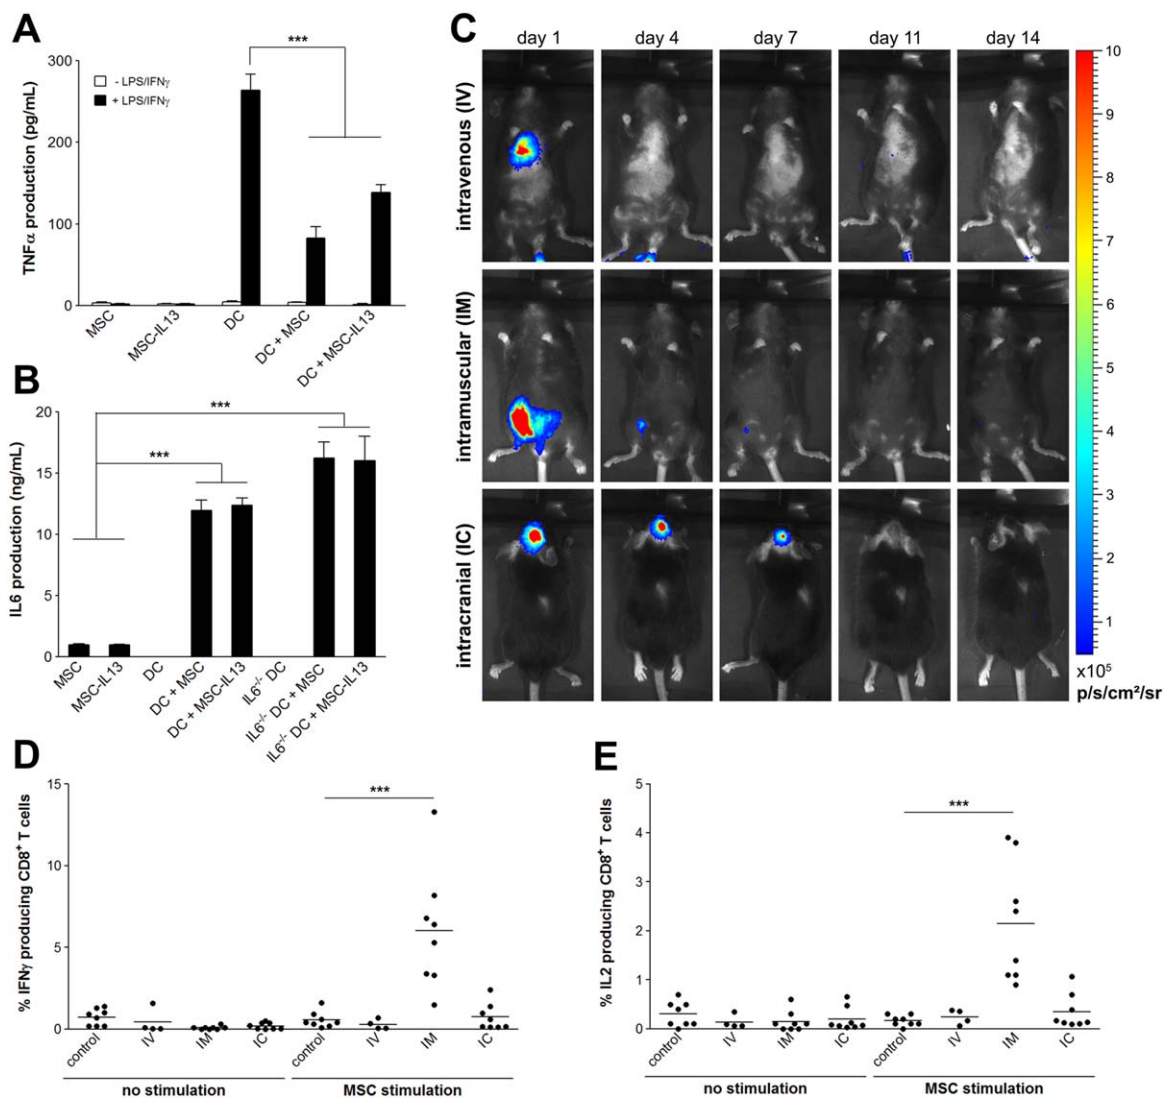 A
TNFα production (pg/mL)
300
200
100
0
- LPS/IFNγ
+ LPS/IFNγ
***
MSC
MSC-IL13
DC
DC + MSC
DC + MSC-IL13
B
IL6 production (ng/mL)
20
15
10
5
0
***
***
MSC
MSC-IL13
DC
DC + MSC
DC + MSC-IL13
IL6-/- DC
IL6-/- DC + MSC
IL6-/- DC + MSC-IL13
C
day 1 day 4 day 7 day 11 day 14
intravenous (IV)
intramuscular (IM)
intracranial (IC)
10
9
8
7
6
5
4
3
2
1
x10⁵
p/s/cm²/sr
D
% IFNγ producing CD8⁺ T cells
15
10
5
0
***
control IV IM IC control IV IM IC
no stimulation MSC stimulation
E
% IL2 producing CD8⁺ T cells
5
4
3
2
1
0
***
control IV IM IC control IV IM IC
no stimulation MSC stimulation